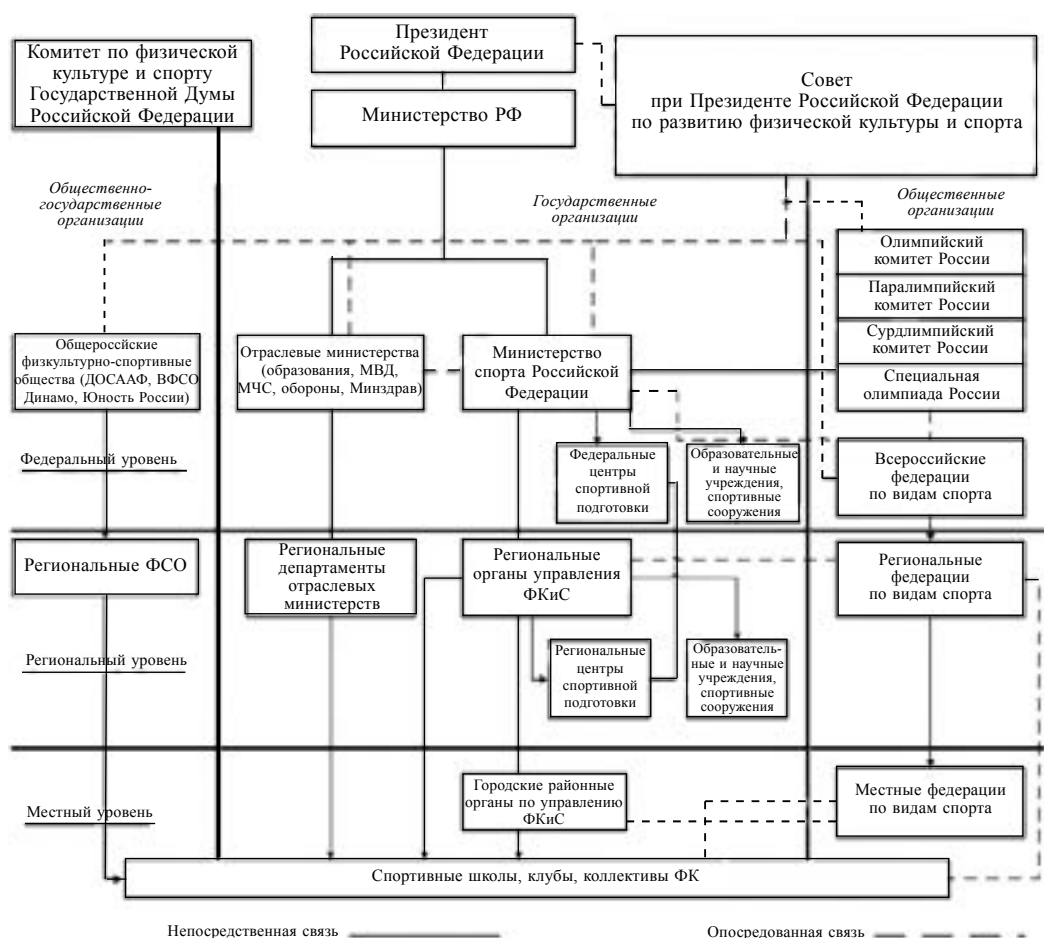 Президент
Российской Федерации
Комитет по физической
культуре и спорту
Государственной Думы
Российской Федерации
Министерство РФ
Совет
при Президенте Российской Федерации
по развитию физической культуры и спорта
Общественно-
государственные
организации
Государственные
организации
Общественные
организации
Олимпийский
комитет России
Паралимпийский
комитет России
Сурдлимпийский
комитет России
Специальная
олимпиада России
Общероссйские
физкультурно-спортивные
общества (ДОСААФ, ВФСО
Динамо, Юность России)
Отраслевые министерства
(образования, МВД,
МЧС, обороны, Минздрав)
Министерство
спорта Российской
Федерации
Федеральный уровень
Федеральные
центры
спортивной
подготовки
Образовательные
и научные
учреждения,
спортивные
сооружения
Всероссийские
федерации
по видам спорта
Региональные ФСО
Региональные
департаменты
отраслевых
министерств
Региональные
органы управления
ФКиС
Региональные
федерации
по видам спорта
Региональный уровень
Региональные
центры
спортивной
подготовки
Образователь-
ные и научные
учреждения,
спортивные
сооружения
Местный уровень
Городские районные
органы по управлению
ФКиС
Местные федерации
по видам спорта
Спортивные школы, клубы, коллективы ФК
Непосредственная связь
Опосредованная связь